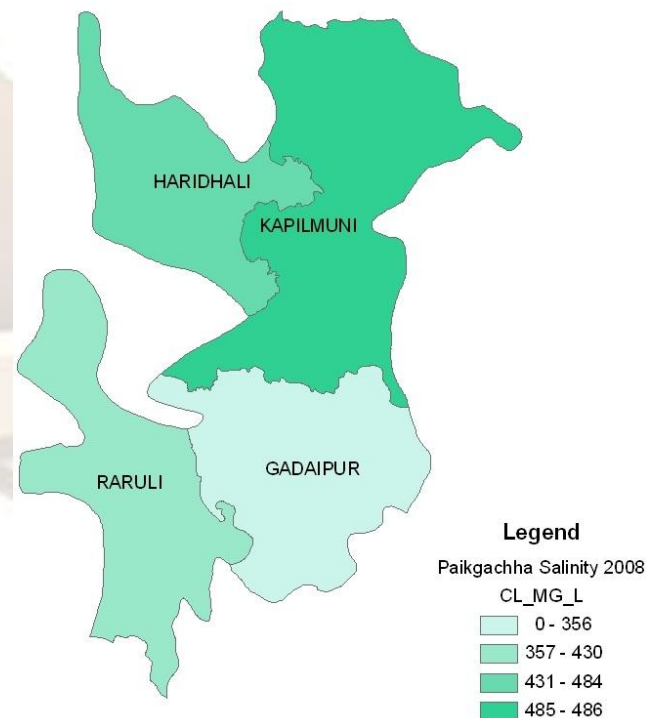 HARIDHALI
KAPILMUNI
GADAIPUR
RARULI
Legend
Paikgachha Salinity 2008
CL_MG_L
0 - 356
357 - 430
431 - 484
485 - 486